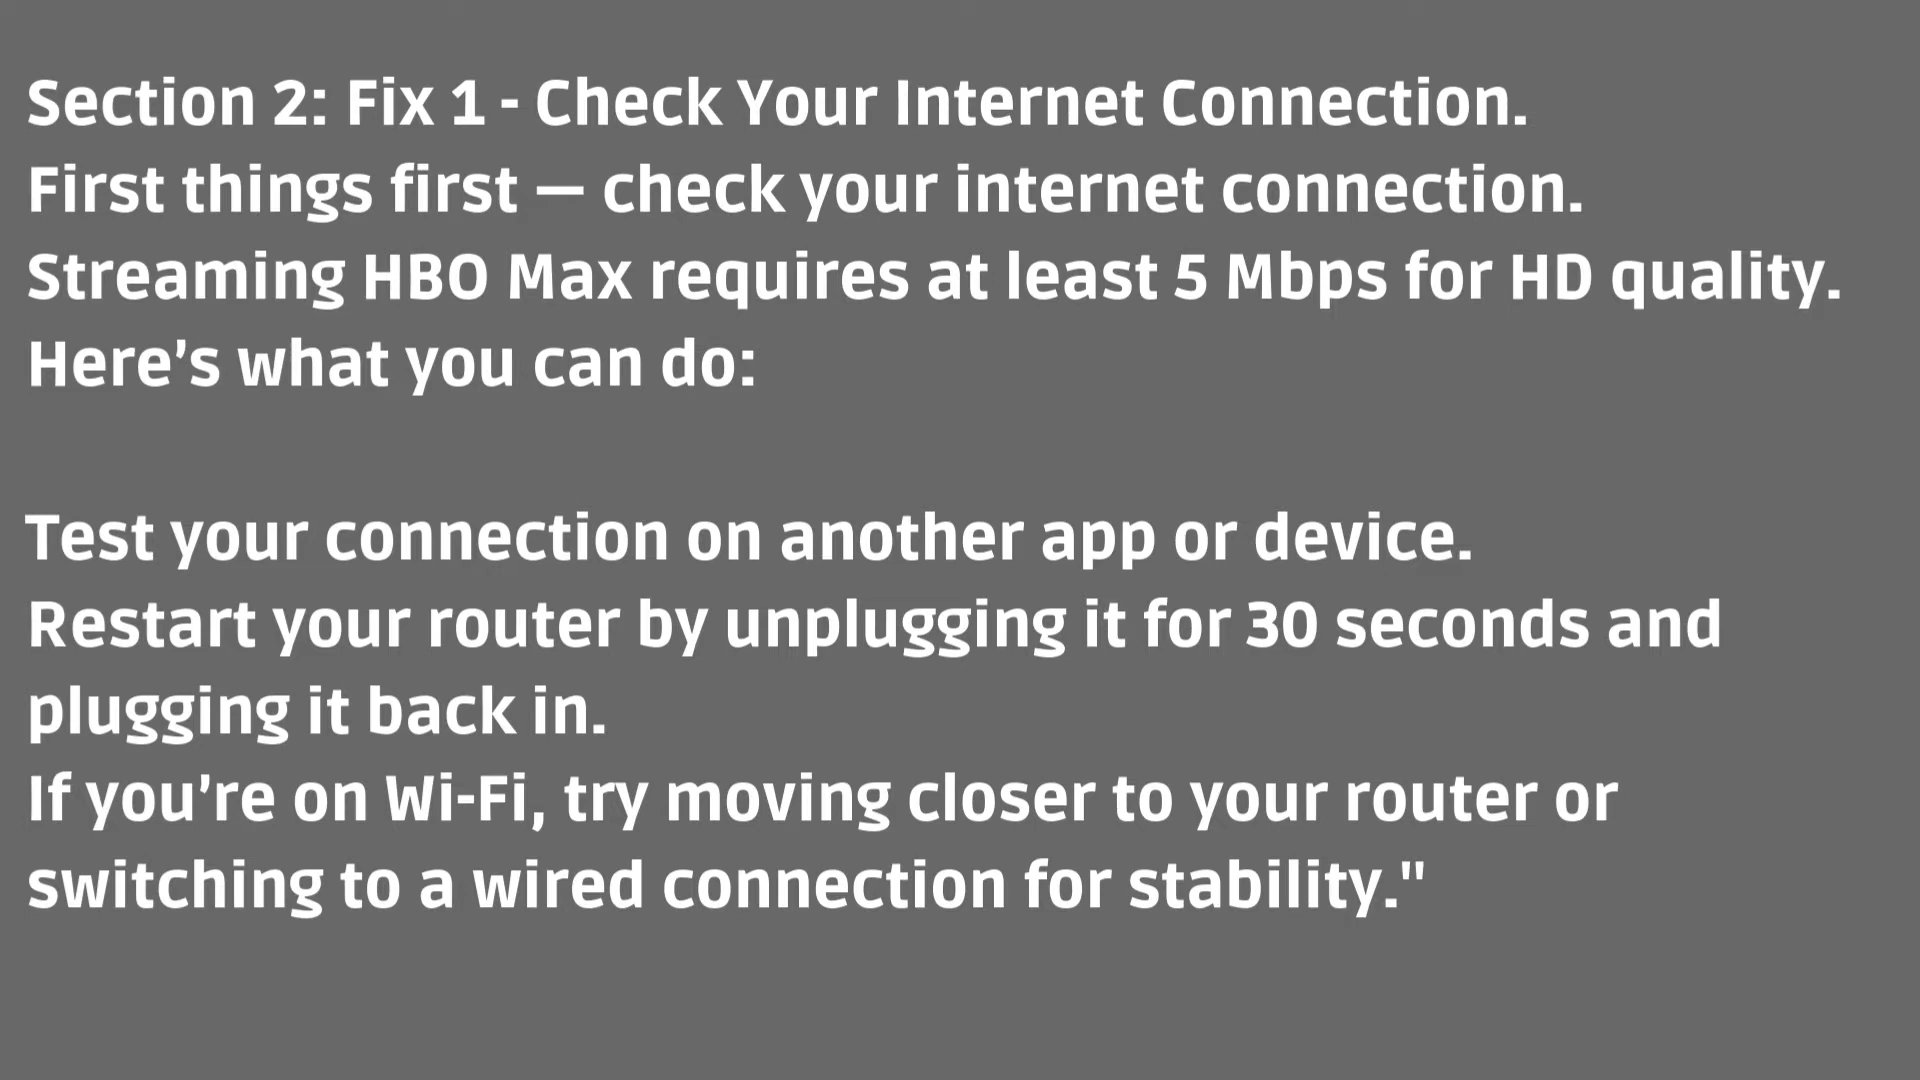 Section 2: Fix 1 - Check Your Internet Connection.
First things first — check your internet connection.
Streaming HBO Max requires at least 5 Mbps for HD quality.
Here’s what you can do:
Test your connection on another app or device.
Restart your router by unplugging it for 30 seconds and
plugging it back in.
If you’re on Wi-Fi, try moving closer to your router or
switching to a wired connection for stability."